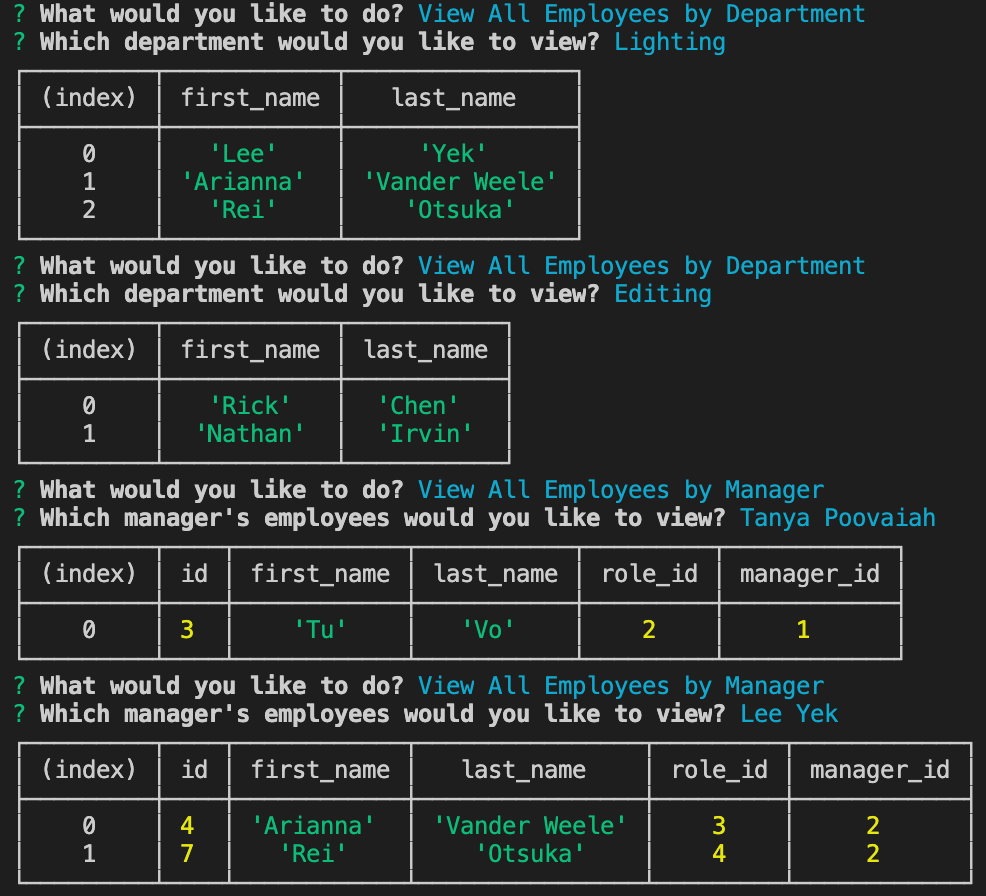 ? What would you like to do? View All Employees by Department
? Which department would you like to view? Lighting
(index) first_name last_name
0 'Lee' 'Yek'
1 'Arianna' 'Vander Weele'
2 'Rei' 'Otsuka'
? What would you like to do? View All Employees by Department
? Which department would you like to view? Editing
(index) first_name last_name
0 'Rick' 'Chen'
1 'Nathan' 'Irvin'
? What would you like to do? View All Employees by Manager
? Which manager's employees would you like to view? Tanya Poovaiah
(index) id first_name last_name role_id manager_id
0 3 'Tu' 'Vo' 2 1
? What would you like to do? View All Employees by Manager
? Which manager's employees would you like to view? Lee Yek
(index) id first_name last_name role_id manager_id
0 4 'Arianna' 'Vander Weele' 3 2
1 7 'Rei' 'Otsuka' 4 2